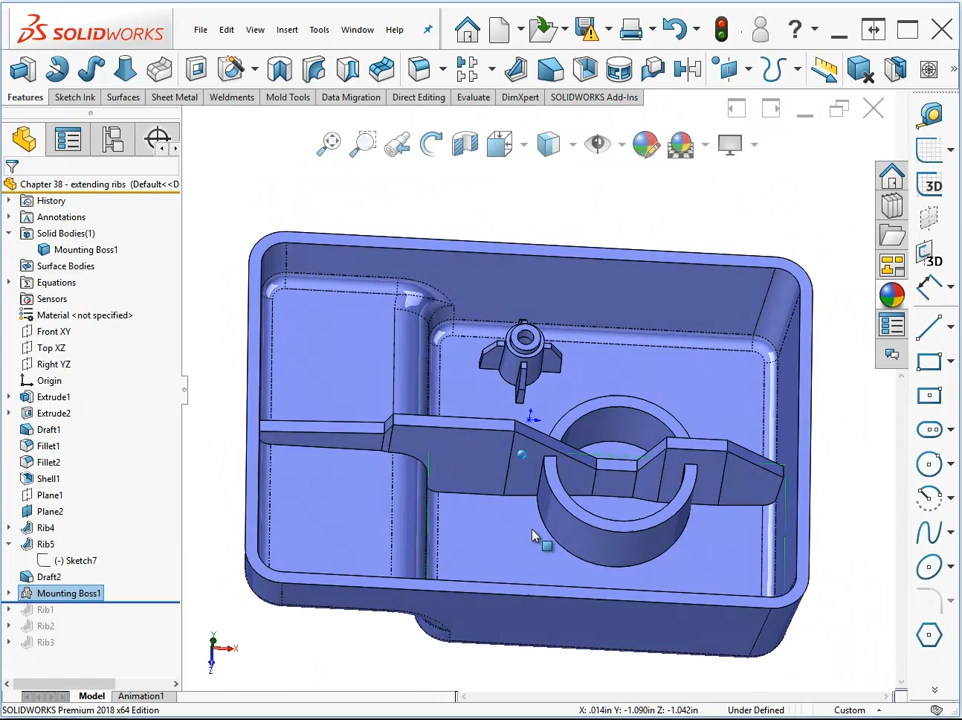 SOLIDWORKS File Edit View Insert Tools Window Help ?
Features Sketch Ink Surfaces Sheet Metal Weldments Mold Tools Data Migration Direct Editing Evaluate DimXpert SOLIDWORKS Add-Ins
Chapter 38 - extending ribs (Default<<D
History
Annotations
Solid Bodies(1)
Mounting Boss1
Surface Bodies
Equations
Sensors
Material <not specified>
Front XY
Top XZ
Right YZ
Origin
Extrude1
Extrude2
Draft1
Fillet1
Fillet2
Shell1
Plane1
Plane2
Rib4
Rib5
(-) Sketch7
Draft2
Mounting Boss1
Rib1
Rib2
Rib3
3D
3D
Y
X
Z
Model Animation1
SOLIDWORKS Premium 2018 x64 Edition X: .014in Y: -1.090in Z: -1.042in Under Defined Custom